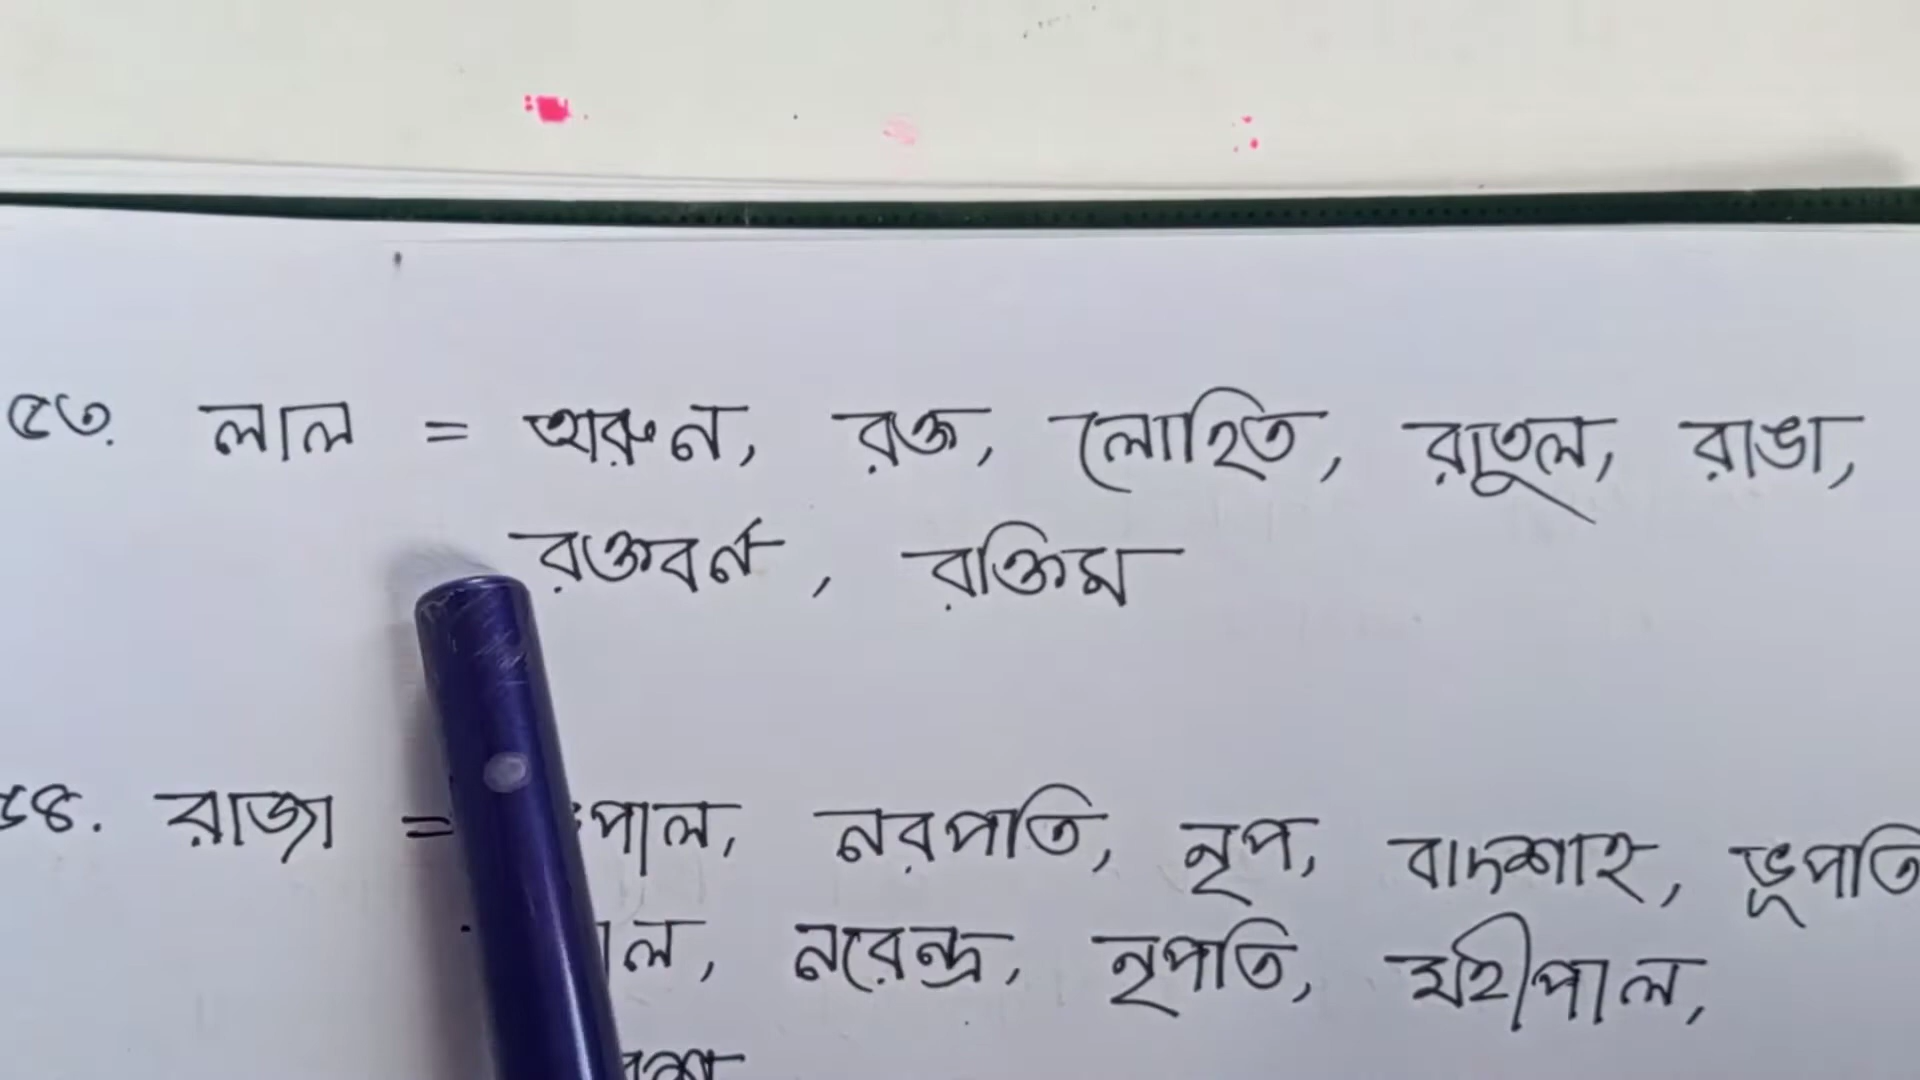 ৫৩. লাল = অরুন, রক্ত, লোহিত, রাতুল, রাঙা,
রক্তবর্ন, রক্তিম
৫৪. রাজা = পাল, নরপতি, নৃপ, বাদশাহ, ভূপতি
নরেন্দ্র, নৃপতি, মহীপাল,